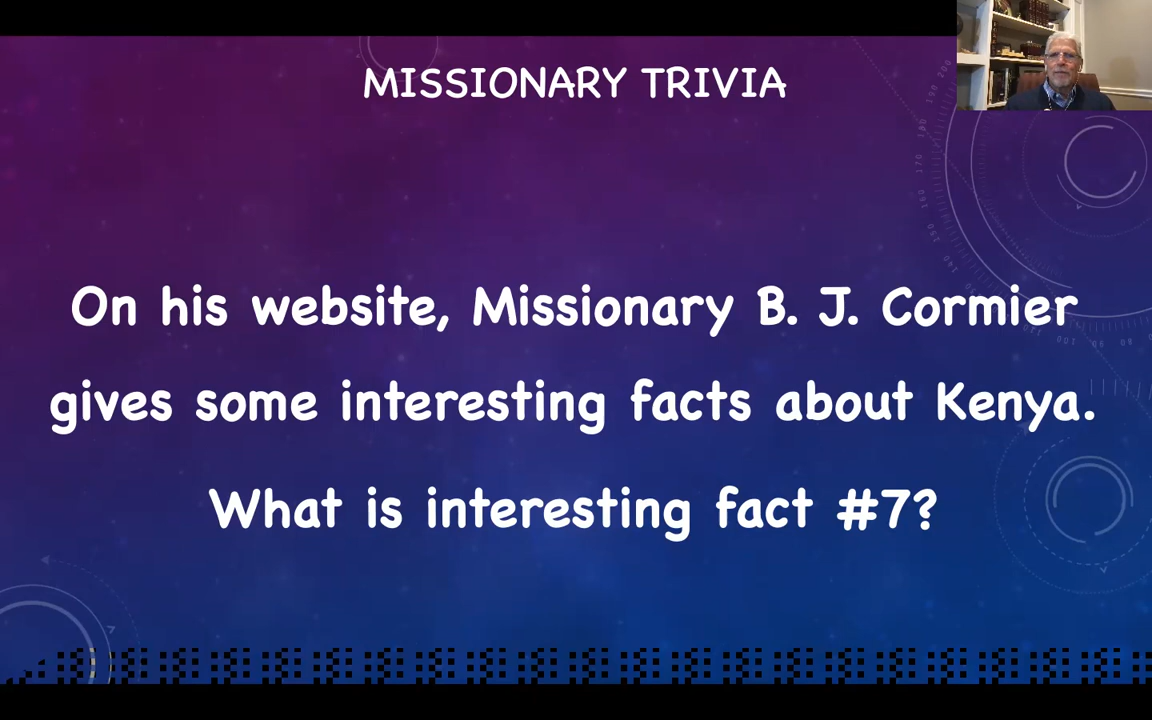 MISSIONARY TRIVIA
On his website, Missionary B. J. Cormier
gives some interesting facts about Kenya.
What is interesting fact #7?